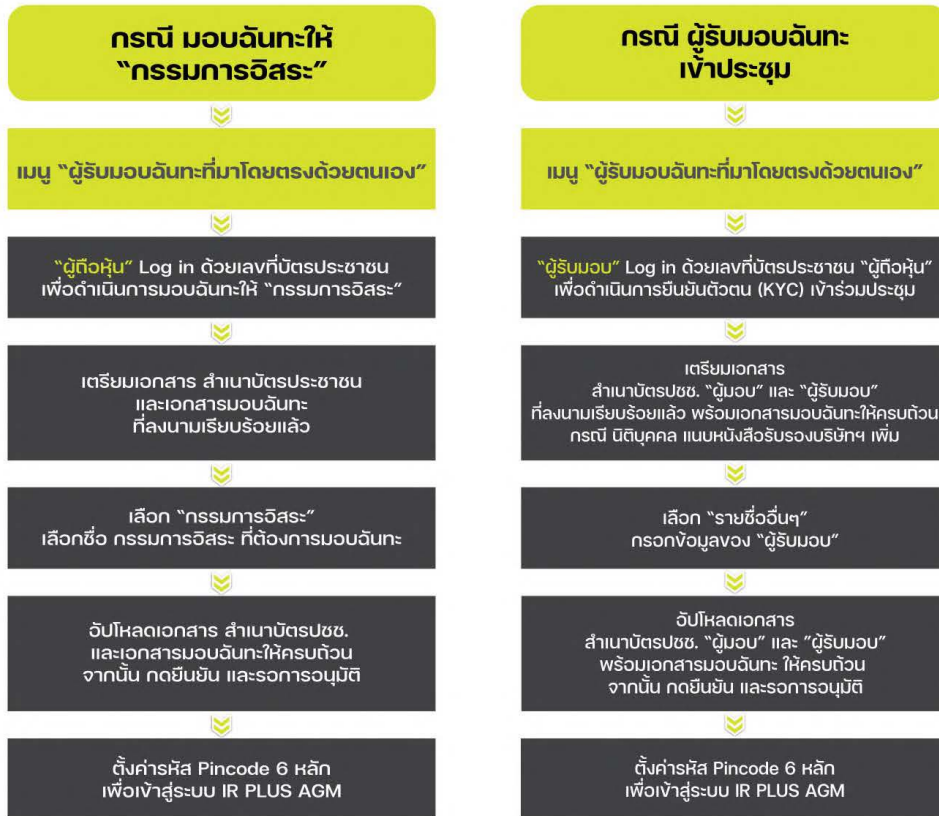 กรณี มอบฉันทะให้
“กรรมการอิสระ”
เมนู “ผู้รับมอบฉันทะที่มาโดยตรงด้วยตนเอง”
“ผู้ถือหุ้น” Log in ด้วยเลขที่บัตรประชาชน
เพื่อดำเนินการมอบฉันทะให้ “กรรมการอิสระ”
เตรียมเอกสาร สำเนาบัตรประชาชน
และเอกสารมอบฉันทะ
ที่ลงนามเรียบร้อยแล้ว
เลือก “กรรมการอิสระ”
เลือกชื่อ กรรมการอิสระ ที่ต้องการมอบฉันทะ
อัปโหลดเอกสาร สำเนาบัตรปชช.
และเอกสารมอบฉันทะให้ครบถ้วน
จากนั้น กดยืนยัน และรอการอนุมัติ
ตั้งค่ารหัส Pincode 6 หลัก
เพื่อเข้าสู่ระบบ IR PLUS AGM
กรณี ผู้รับมอบฉันทะ
เข้าประชุม
เมนู “ผู้รับมอบฉันทะที่มาโดยตรงด้วยตนเอง”
“ผู้รับมอบ” Log in ด้วยเลขที่บัตรประชาชน “ผู้ถือหุ้น”
เพื่อดำเนินการยืนยันตัวตน (KYC) เข้าร่วมประชุม
เตรียมเอกสาร
สำเนาบัตรปชช. “ผู้มอบ” และ “ผู้รับมอบ”
ที่ลงนามเรียบร้อยแล้ว พร้อมเอกสารมอบฉันทะให้ครบถ้วน
กรณี นิติบุคคล แนบหนังสือรับรองบริษัทฯ เพิ่ม
เลือก “รายชื่ออื่นๆ”
กรอกข้อมูลของ “ผู้รับมอบ”
อัปโหลดเอกสาร
สำเนาบัตรปชช. “ผู้มอบ” และ “ผู้รับมอบ”
พร้อมเอกสารมอบฉันทะ ให้ครบถ้วน
จากนั้น กดยืนยัน และรอการอนุมัติ
ตั้งค่ารหัส Pincode 6 หลัก
เพื่อเข้าสู่ระบบ IR PLUS AGM